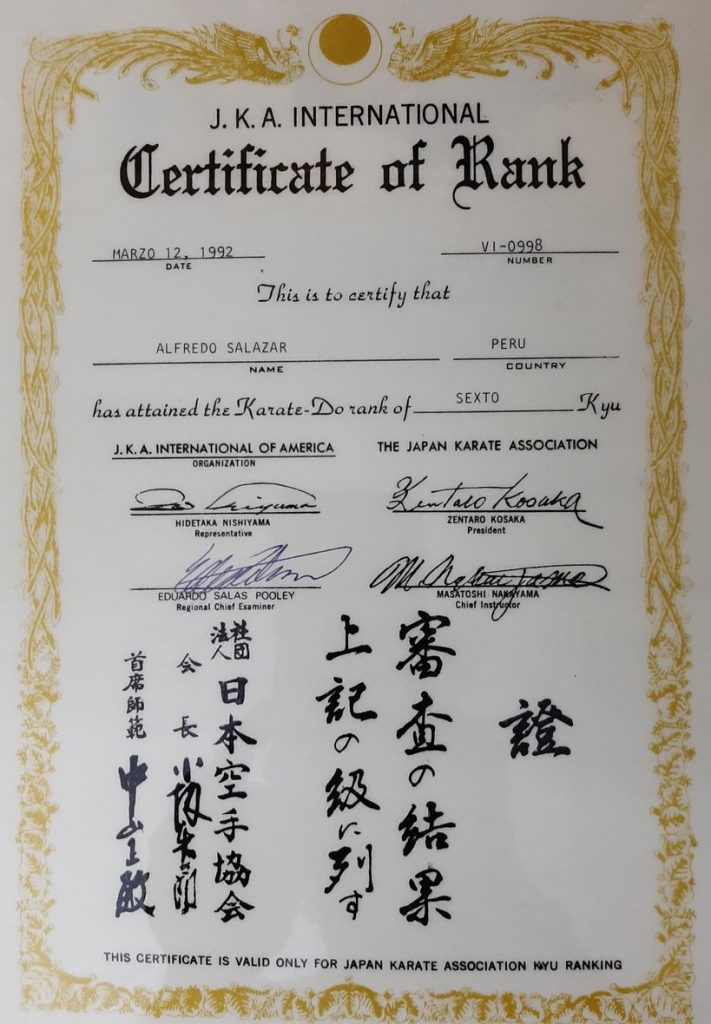 J. K. A. INTERNATIONAL
Certificate of Rank
MARZO 12, 1992
DATE
VI-0998
NUMBER
This is to certify that
ALFREDO SALAZAR
NAME
PERU
COUNTRY
has attained the Karate-Do rank of SEXTO Kyu
J. K. A. INTERNATIONAL OF AMERICA
ORGANIZATION
THE JAPAN KARATE ASSOCIATION
HIDETAKA NISHIYAMA
Representative
Zentaro Kosaka
ZENTARO KOSAKA
President
EDUARDO SALAS POOLEY
Regional Chief Examiner
M. Nakayama
MASATOSHI NAKAYAMA
Chief Instructor
證
審査の結果
上記の級に列す
社団法人日本空手協会
会長
首席師範 中山正敏
THIS CERTIFICATE IS VALID ONLY FOR JAPAN KARATE ASSOCIATION KYU RANKING